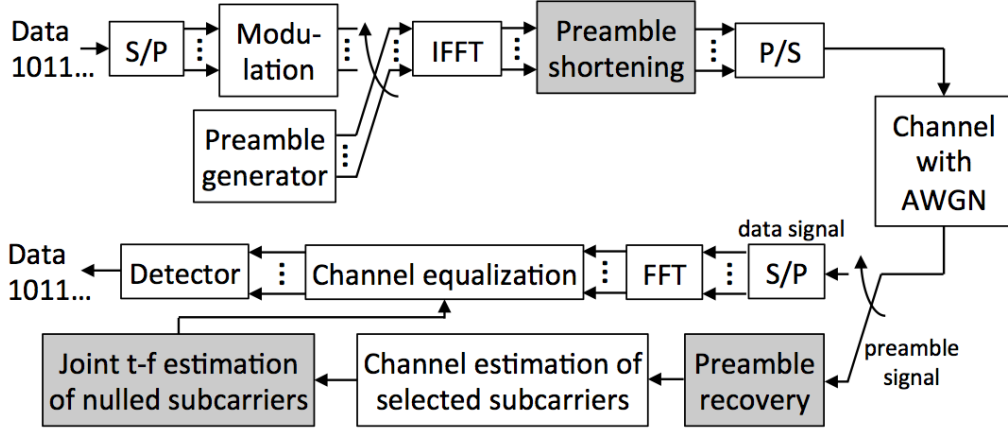 Data
1011...
S/P
Modu-
lation
IFFT
Preamble
shortening
P/S
Preamble
generator
Channel
with
AWGN
Data
1011...
Detector
Channel equalization
FFT
data signal
S/P
Joint t-f estimation
of nulled subcarriers
Channel estimation of
selected subcarriers
Preamble
recovery
preamble
signal